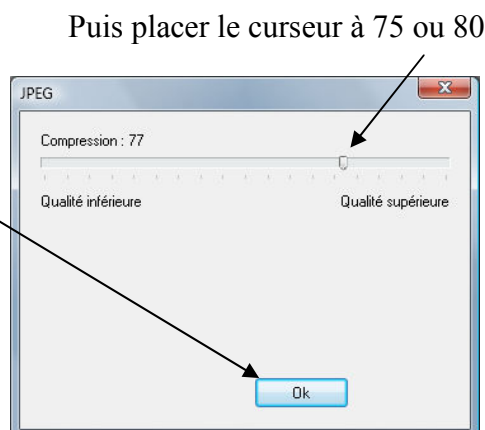 Puis placer le curseur à 75 ou 80
JPEG
Compression : 77
Qualité inférieure Qualité supérieure
Ok